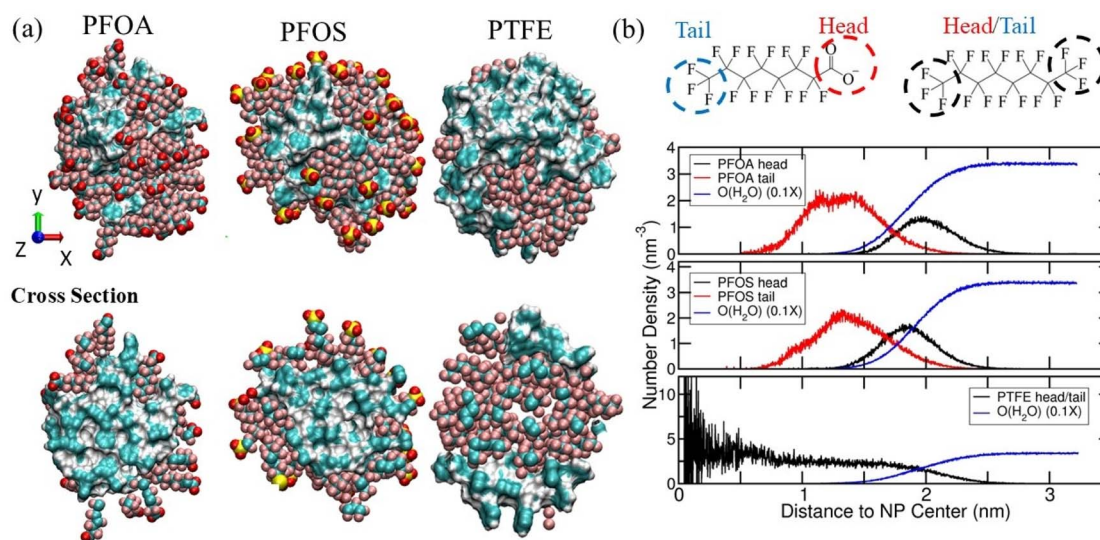 (a)
PFOA
PFOS
PTFE
y
Z
X
Cross Section
(b)
Tail
Head
Head/Tail
F F F F F F F O
F
F
F
F F F F F F F
O⁻
F F F F F F F F
F
F
F
F F F F F F F
Number Density (nm⁻³)
4
3
2
1
0
PFOA head
PFOA tail
O(H₂O) (0.1X)
4
3
2
1
0
PFOS head
PFOS tail
O(H₂O) (0.1X)
10
5
0
PTFE head/tail
O(H₂O) (0.1X)
0 1 2 3
Distance to NP Center (nm)